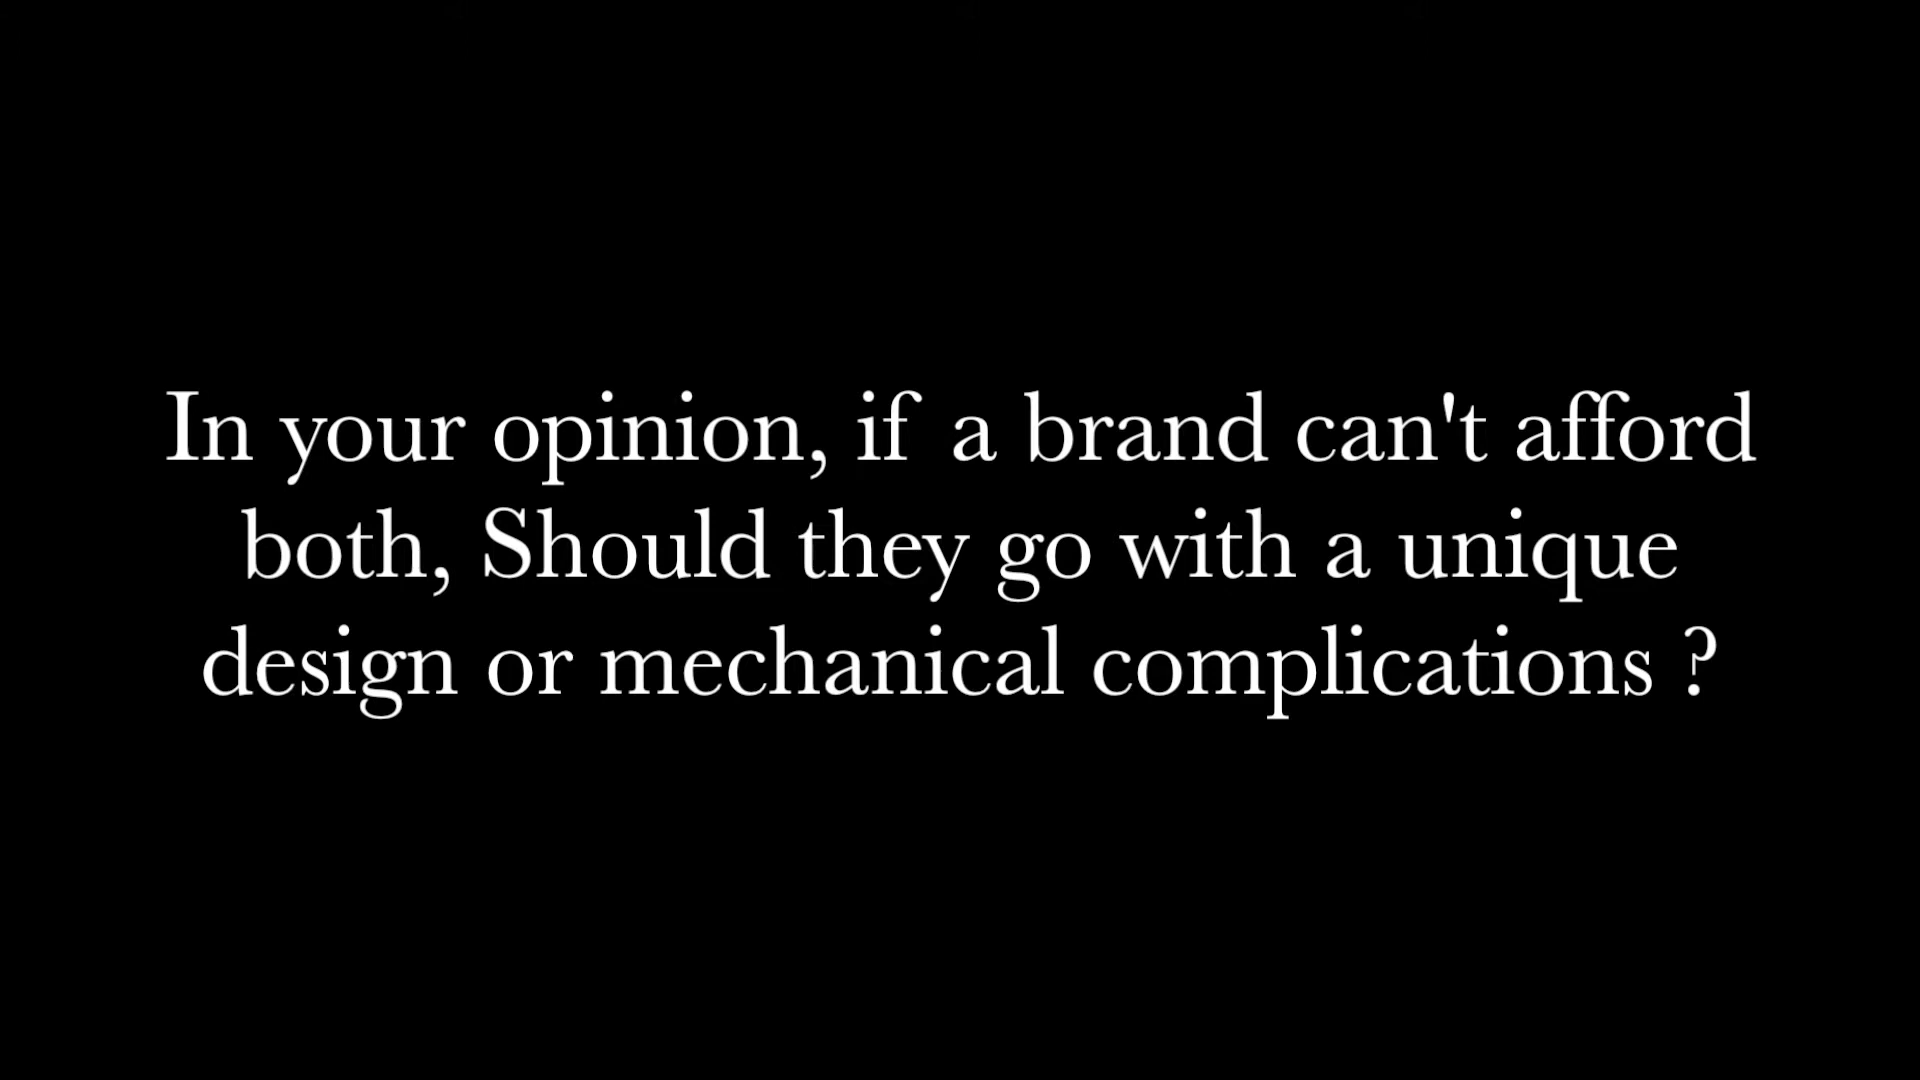 In your opinion, if a brand can't afford
both, Should they go with a unique
design or mechanical complications ?